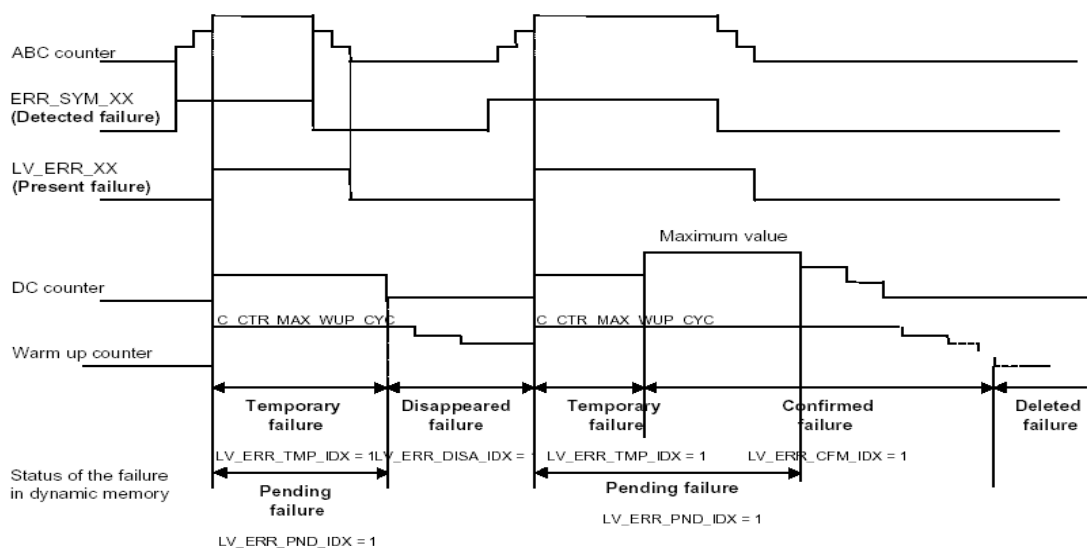 ABC counter
ERR_SYM_XX
(Detected failure)
LV_ERR_XX
(Present failure)
Maximum value
DC counter
C_CTR_MAX_WUP_CYC
C_CTR_MAX_WUP_CYC
Warm up counter
Temporary failure
Disappeared failure
Temporary failure
Confirmed failure
Deleted failure
LV_ERR_TMP_IDX = 1
LV_ERR_DISA_IDX = 1
LV_ERR_TMP_IDX = 1
LV_ERR_CFM_IDX = 1
Status of the failure
in dynamic memory
Pending failure
Pending failure
LV_ERR_PND_IDX = 1
LV_ERR_PND_IDX = 1